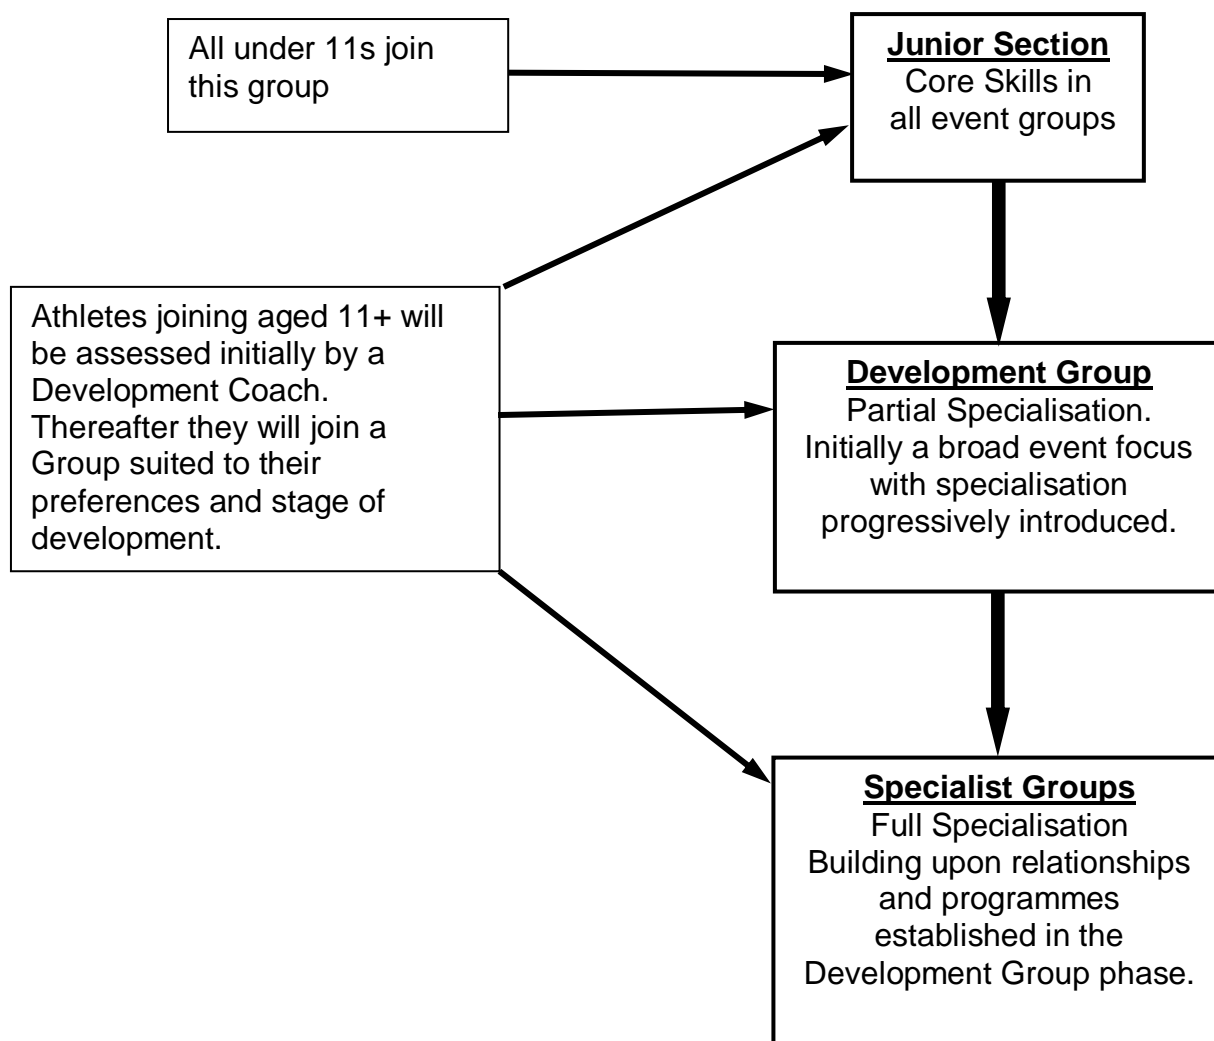 All under 11s join
this group
Junior Section
Core Skills in
all event groups
Athletes joining aged 11+ will
be assessed initially by a
Development Coach.
Thereafter they will join a
Group suited to their
preferences and stage of
development.
Development Group
Partial Specialisation.
Initially a broad event focus
with specialisation
progressively introduced.
Specialist Groups
Full Specialisation
Building upon relationships
and programmes
established in the
Development Group phase.